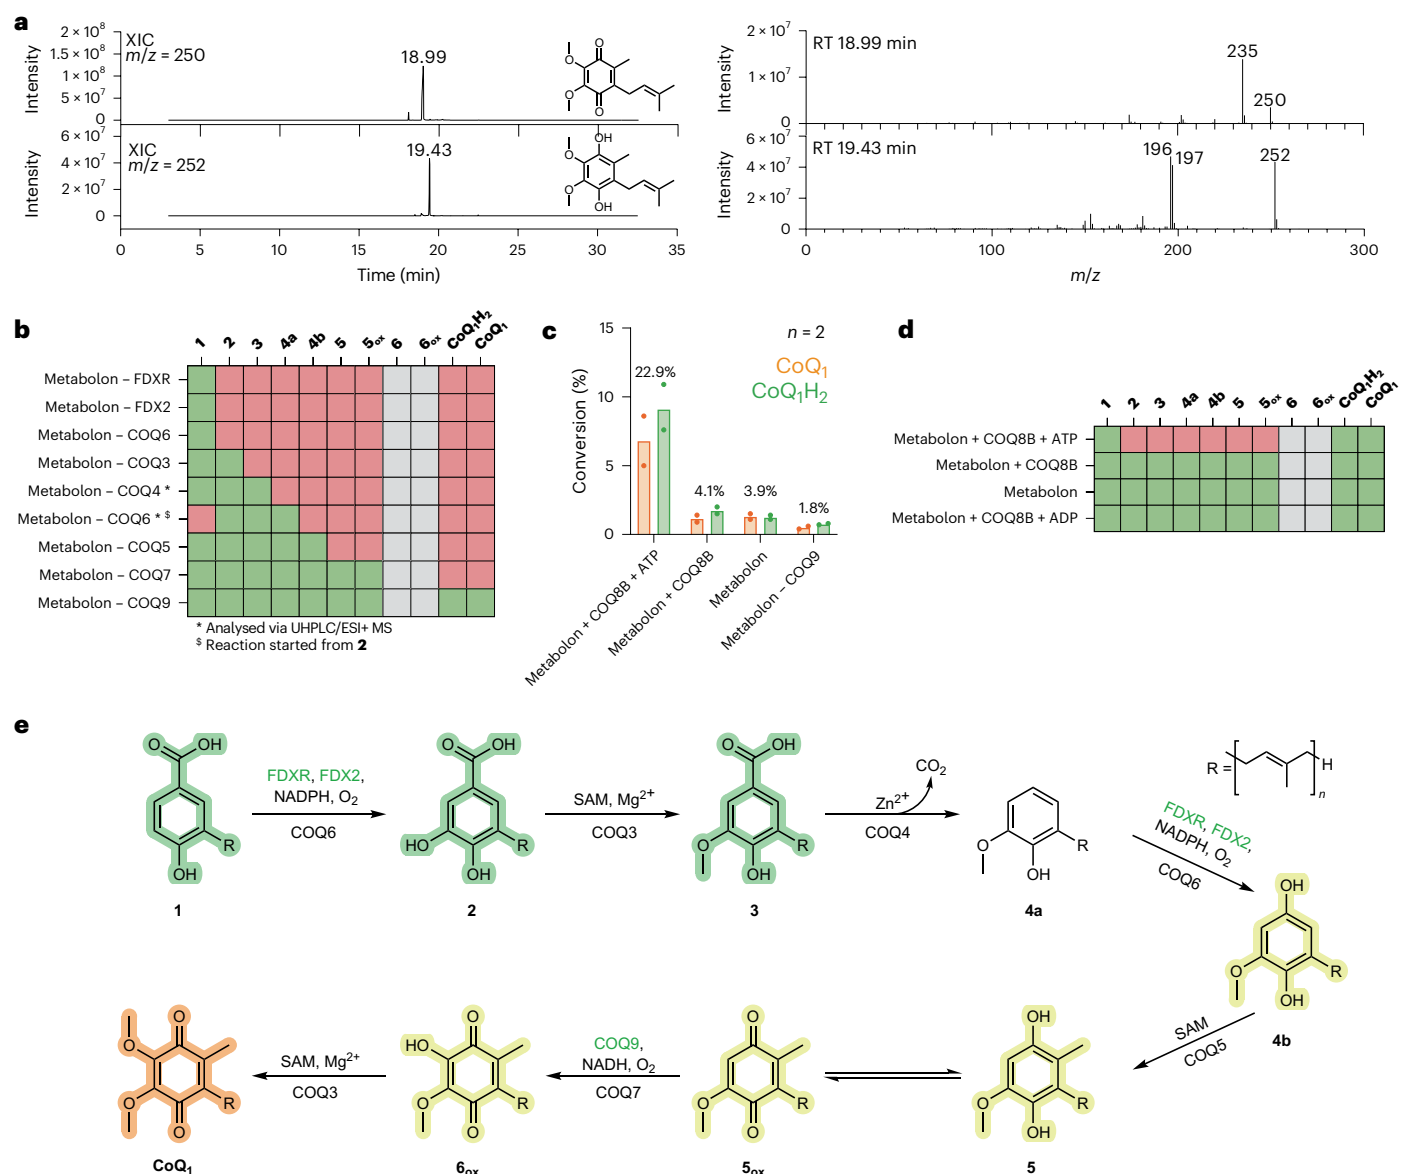 a
2 × 10⁸
1.5 × 10⁸
1 × 10⁸
5 × 10⁷
0
Intensity
XIC
m/z = 250
18.99
O
O
O
O
6 × 10⁷
4 × 10⁷
2 × 10⁷
0
Intensity
XIC
m/z = 252
19.43
OH
O
O
OH
0 5 10 15 20 25 30 35
Time (min)
2 × 10⁷
1 × 10⁷
0
Intensity
RT 18.99 min
235
250
6 × 10⁷
4 × 10⁷
2 × 10⁷
0
Intensity
RT 19.43 min
196
197
252
0 100 200 300
m/z
b
1 2 3 4a 4b 5 5ox 6 6ox CoQ₁H₂ CoQ₁
Metabolon – FDXR
Metabolon – FDX2
Metabolon – COQ6
Metabolon – COQ3
Metabolon – COQ4 *
Metabolon – COQ6 * $
Metabolon – COQ5
Metabolon – COQ7
Metabolon – COQ9
* Analysed via UHPLC/ESI+ MS
$ Reaction started from 2
c
15
10
5
0
Conversion (%)
n = 2
CoQ₁
CoQ₁H₂
22.9%
4.1%
3.9%
1.8%
Metabolon + COQ8B + ATP
Metabolon + COQ8B
Metabolon
Metabolon – COQ9
d
1 2 3 4a 4b 5 5ox 6 6ox CoQ₁H₂ CoQ₁
Metabolon + COQ8B + ATP
Metabolon + COQ8B
Metabolon
Metabolon + COQ8B + ADP
e
O OH
R
OH
1
FDXR, FDX2,
NADPH, O₂
COQ6
O OH
HO R
OH
2
SAM, Mg²⁺
COQ3
O OH
O R
OH
3
CO₂
Zn²⁺
COQ4
O R
OH
4a
R = [ ]n H
FDXR, FDX2,
NADPH, O₂
COQ6
OH
O R
OH
4b
SAM
COQ5
OH
O R
OH
5
O
O R
O
5ox
COQ9,
NADH, O₂
COQ7
O
HO
O R
O
6ox
SAM, Mg²⁺
COQ3
O
O
O R
O
CoQ₁